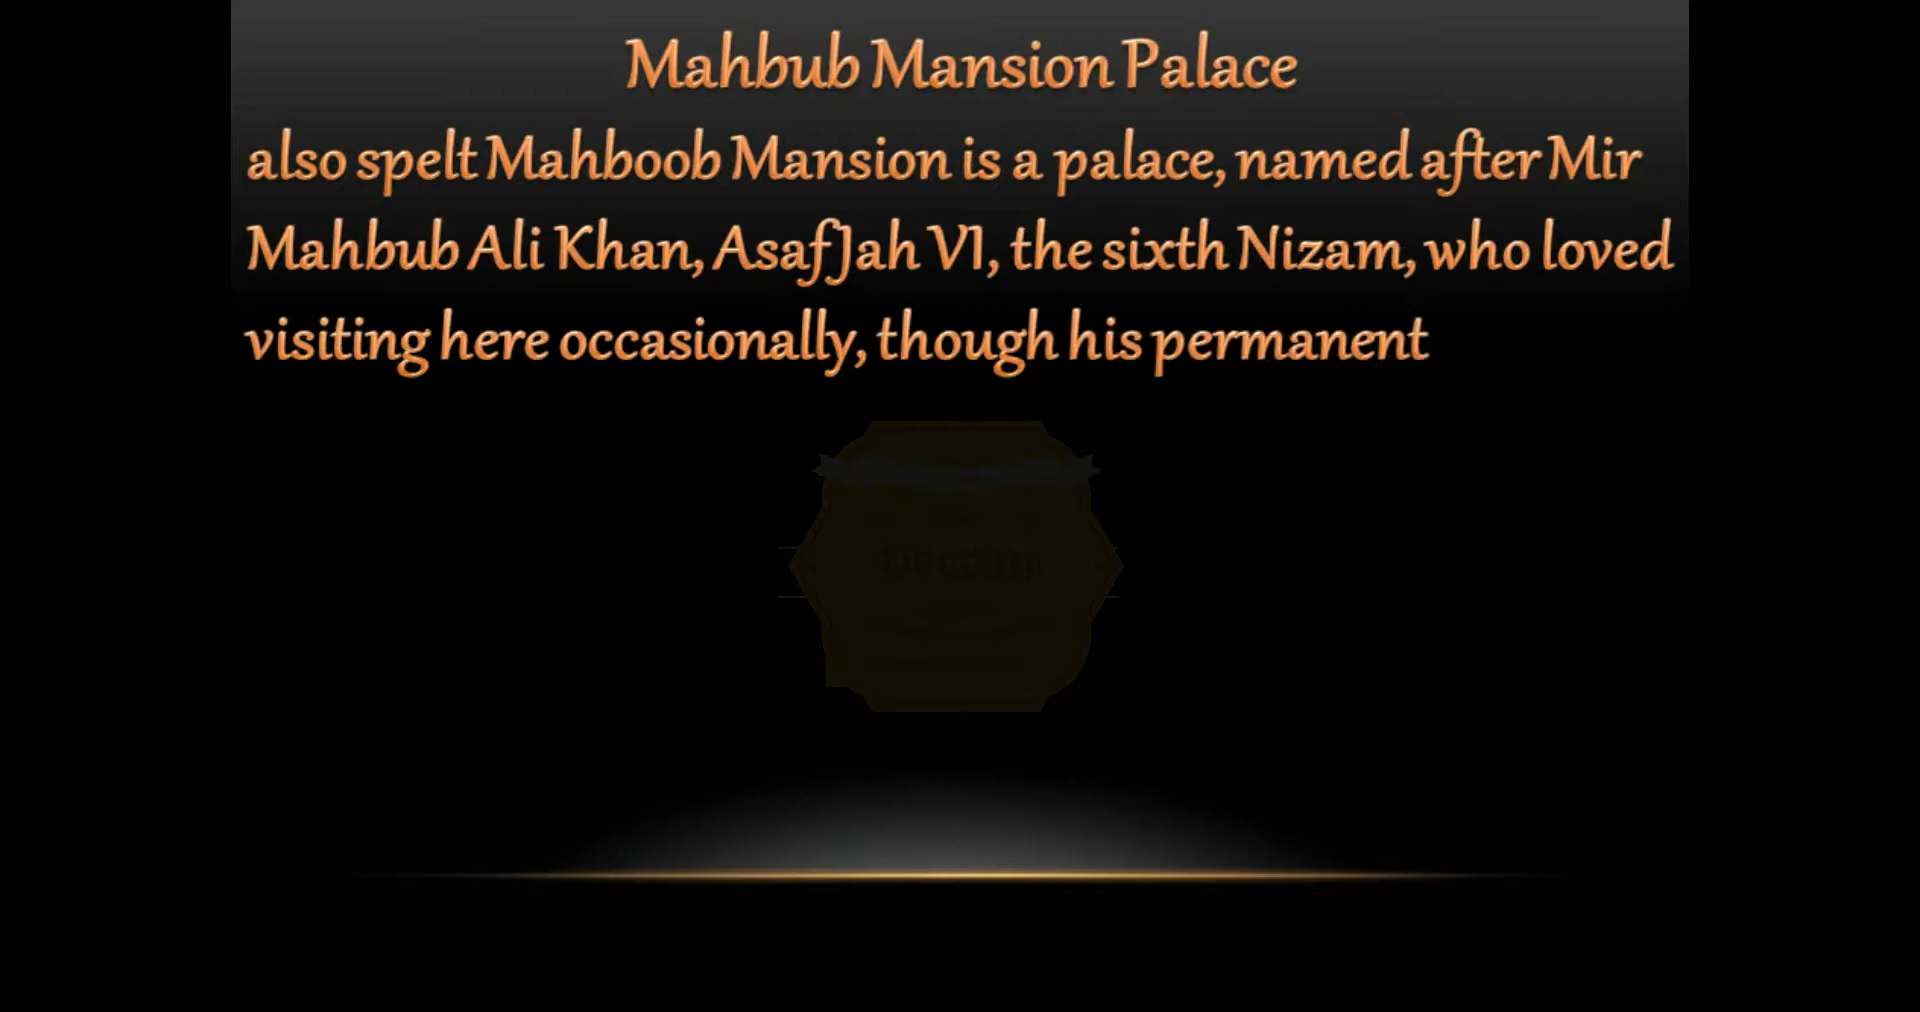 Mahbub Mansion Palace
also spelt Mahboob Mansion is a palace, named after Mir
Mahbub Ali Khan, Asaf Jah VI, the sixth Nizam, who loved
visiting here occasionally, though his permanent
Deccan